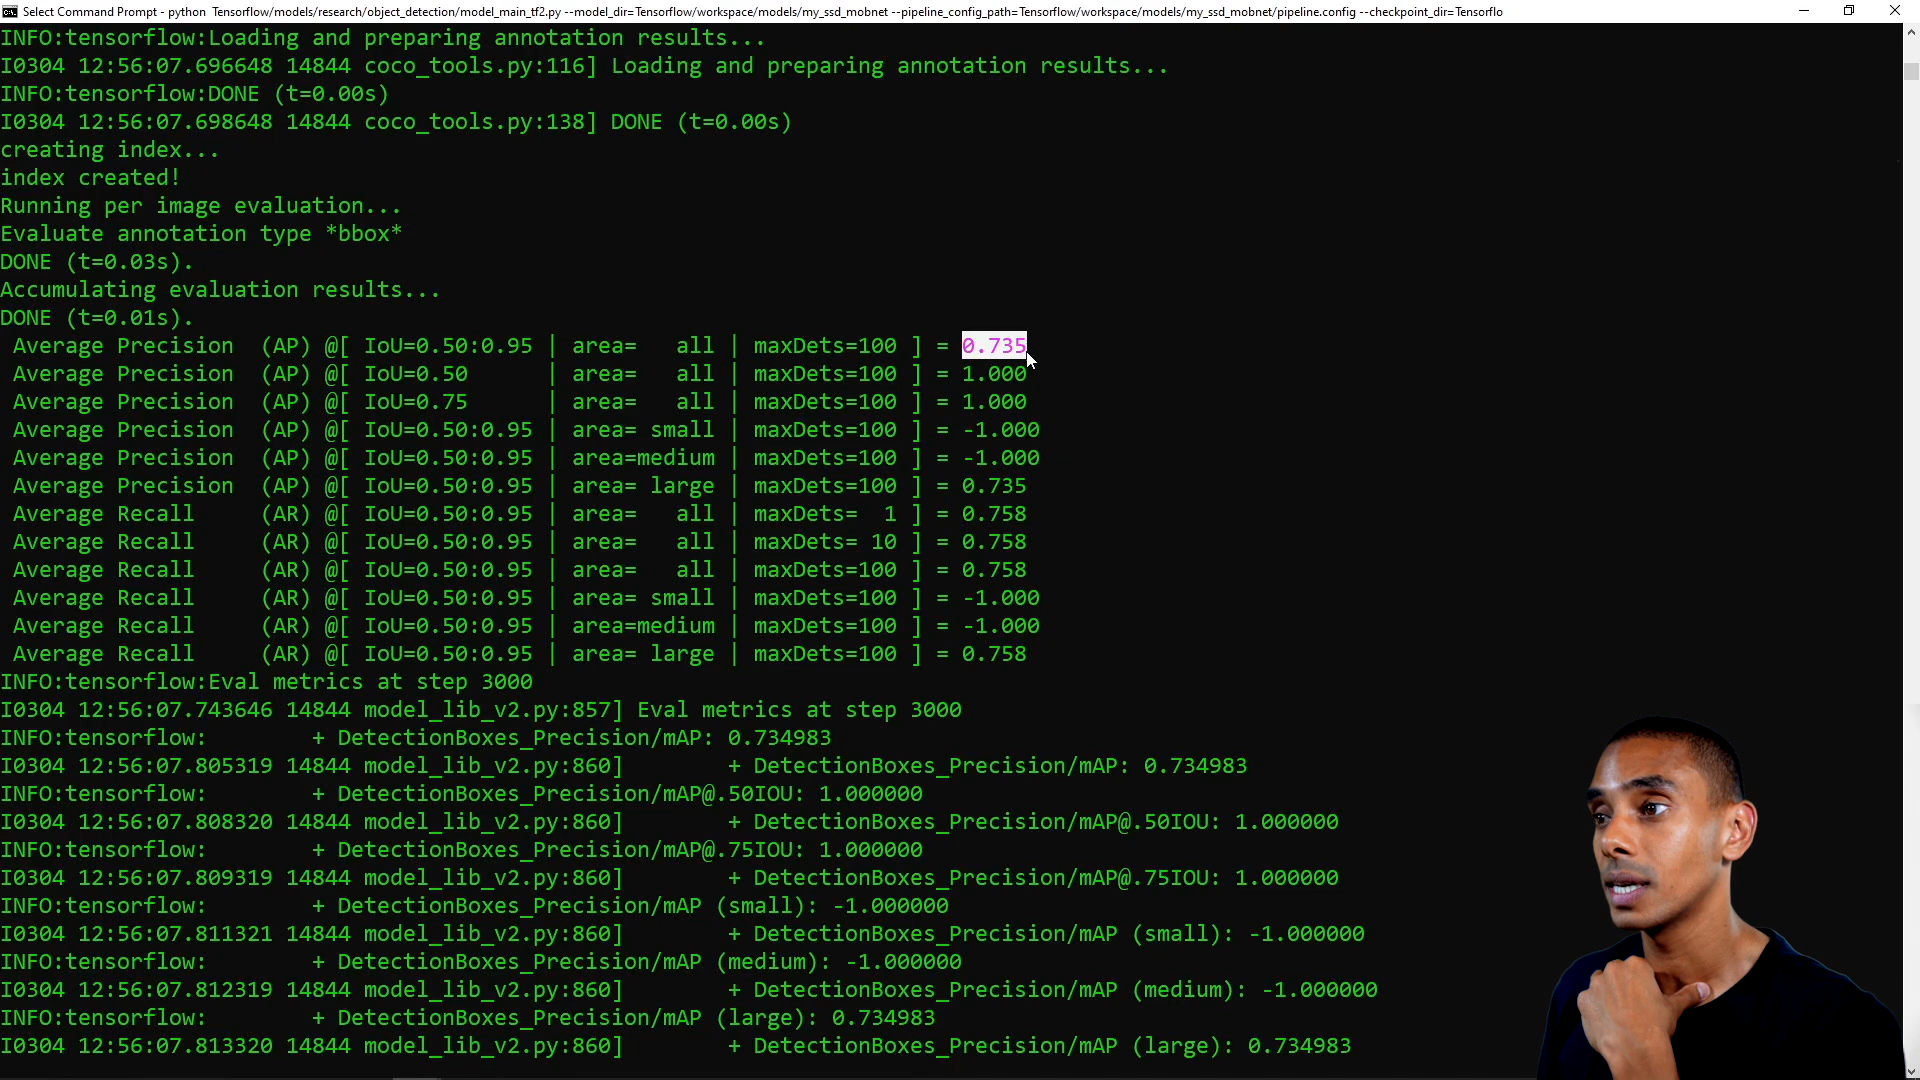 Select Command Prompt - python  Tensorflow/models/research/object_detection/model_main_tf2.py --model_dir=Tensorflow/workspace/models/my_ssd_mobnet --pipeline_config_path=Tensorflow/workspace/models/my_ssd_mobnet/pipeline.config --checkpoint_dir=Tensorflo
INFO:tensorflow:Loading and preparing annotation results...
I0304 12:56:07.696648 14844 coco_tools.py:116] Loading and preparing annotation results...
INFO:tensorflow:DONE (t=0.00s)
I0304 12:56:07.698648 14844 coco_tools.py:138] DONE (t=0.00s)
creating index...
index created!
Running per image evaluation...
Evaluate annotation type *bbox*
DONE (t=0.03s).
Accumulating evaluation results...
DONE (t=0.01s).
 Average Precision  (AP) @[ IoU=0.50:0.95 | area=   all | maxDets=100 ] = 0.735
 Average Precision  (AP) @[ IoU=0.50      | area=   all | maxDets=100 ] = 1.000
 Average Precision  (AP) @[ IoU=0.75      | area=   all | maxDets=100 ] = 1.000
 Average Precision  (AP) @[ IoU=0.50:0.95 | area= small | maxDets=100 ] = -1.000
 Average Precision  (AP) @[ IoU=0.50:0.95 | area=medium | maxDets=100 ] = -1.000
 Average Precision  (AP) @[ IoU=0.50:0.95 | area= large | maxDets=100 ] = 0.735
 Average Recall     (AR) @[ IoU=0.50:0.95 | area=   all | maxDets=  1 ] = 0.758
 Average Recall     (AR) @[ IoU=0.50:0.95 | area=   all | maxDets= 10 ] = 0.758
 Average Recall     (AR) @[ IoU=0.50:0.95 | area=   all | maxDets=100 ] = 0.758
 Average Recall     (AR) @[ IoU=0.50:0.95 | area= small | maxDets=100 ] = -1.000
 Average Recall     (AR) @[ IoU=0.50:0.95 | area=medium | maxDets=100 ] = -1.000
 Average Recall     (AR) @[ IoU=0.50:0.95 | area= large | maxDets=100 ] = 0.758
INFO:tensorflow:Eval metrics at step 3000
I0304 12:56:07.743646 14844 model_lib_v2.py:857] Eval metrics at step 3000
INFO:tensorflow:        + DetectionBoxes_Precision/mAP: 0.734983
I0304 12:56:07.805319 14844 model_lib_v2.py:860]        + DetectionBoxes_Precision/mAP: 0.734983
INFO:tensorflow:        + DetectionBoxes_Precision/mAP@.50IOU: 1.000000
I0304 12:56:07.808320 14844 model_lib_v2.py:860]        + DetectionBoxes_Precision/mAP@.50IOU: 1.000000
INFO:tensorflow:        + DetectionBoxes_Precision/mAP@.75IOU: 1.000000
I0304 12:56:07.809319 14844 model_lib_v2.py:860]        + DetectionBoxes_Precision/mAP@.75IOU: 1.000000
INFO:tensorflow:        + DetectionBoxes_Precision/mAP (small): -1.000000
I0304 12:56:07.811321 14844 model_lib_v2.py:860]        + DetectionBoxes_Precision/mAP (small): -1.000000
INFO:tensorflow:        + DetectionBoxes_Precision/mAP (medium): -1.000000
I0304 12:56:07.812319 14844 model_lib_v2.py:860]        + DetectionBoxes_Precision/mAP (medium): -1.000000
INFO:tensorflow:        + DetectionBoxes_Precision/mAP (large): 0.734983
I0304 12:56:07.813320 14844 model_lib_v2.py:860]        + DetectionBoxes_Precision/mAP (large): 0.734983